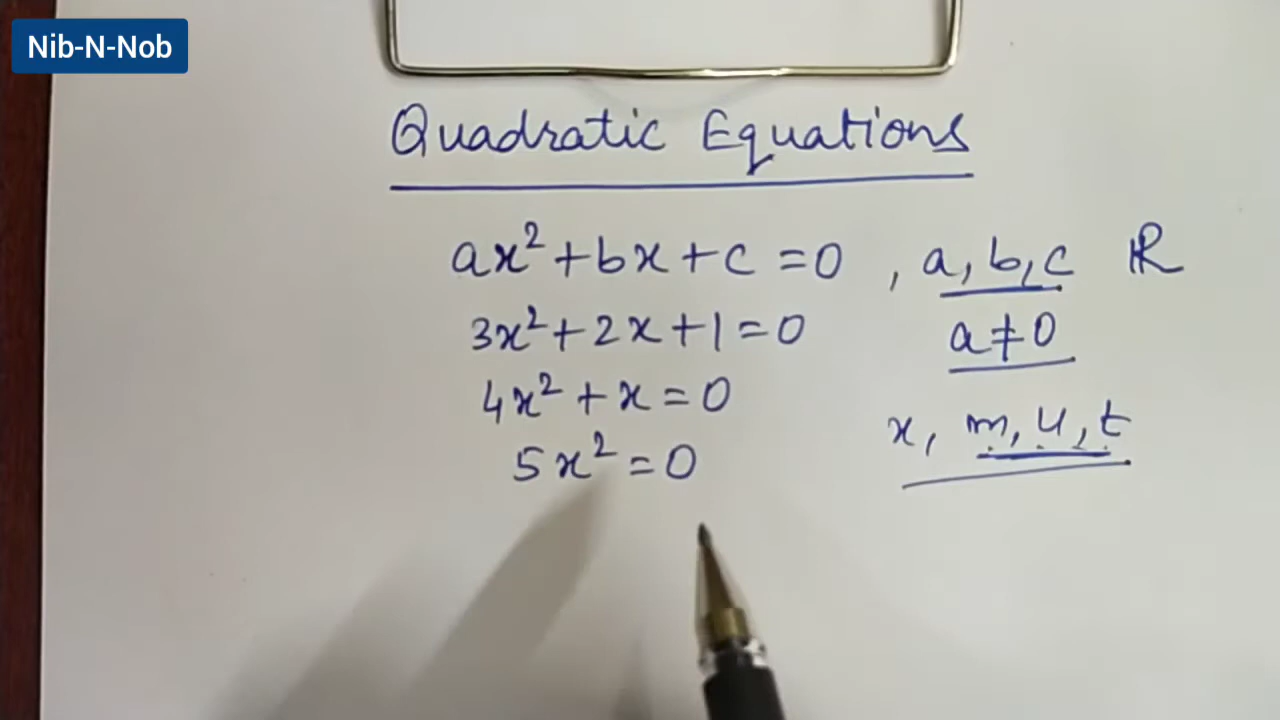 Nib-N-Nob
Quadratic Equations
ax² + bx + c = 0 , a, b, c ℝ
3x² + 2x + 1 = 0 a ≠ 0
4x² + x = 0
x, m, u, t
5x² = 0